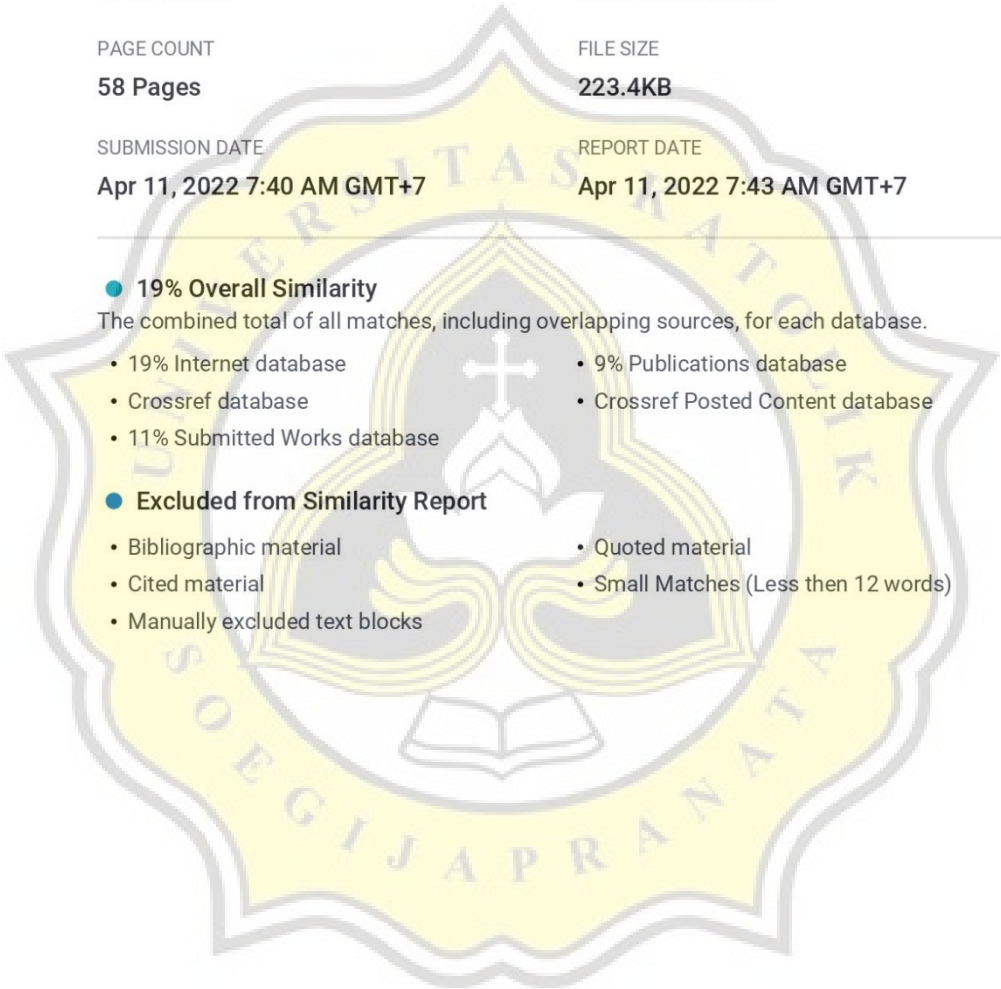 PAGE COUNT
FILE SIZE
58 Pages
223.4KB
SUBMISSION DATE
REPORT DATE
Apr 11, 2022 7:40 AM GMT+7
Apr 11, 2022 7:43 AM GMT+7
19% Overall Similarity
The combined total of all matches, including overlapping sources, for each database.
• 19% Internet database
• 9% Publications database
• Crossref database
• Crossref Posted Content database
• 11% Submitted Works database
Excluded from Similarity Report
• Bibliographic material
• Quoted material
• Cited material
• Small Matches (Less then 12 words)
• Manually excluded text blocks
UNIVERSITAS KATOLIK
SOEGIJAPRANATA